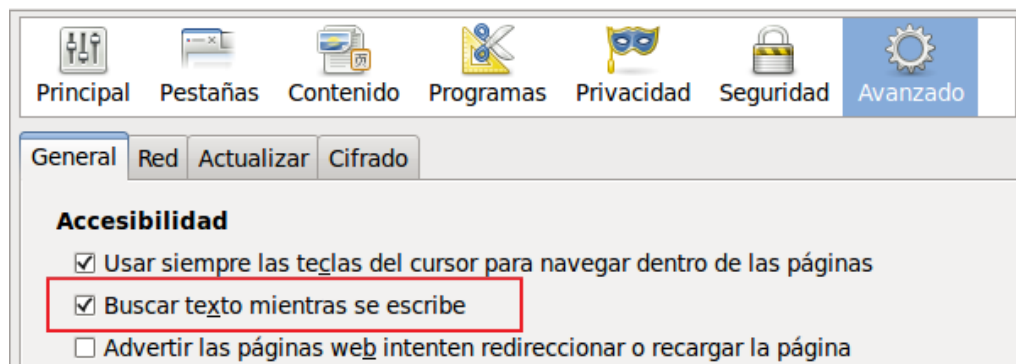 Principal Pestañas Contenido Programas Privacidad Seguridad Avanzado
General Red Actualizar Cifrado
Accesibilidad
Usar siempre las teclas del cursor para navegar dentro de las páginas
Buscar texto mientras se escribe
Advertir las páginas web intenten redireccionar o recargar la página